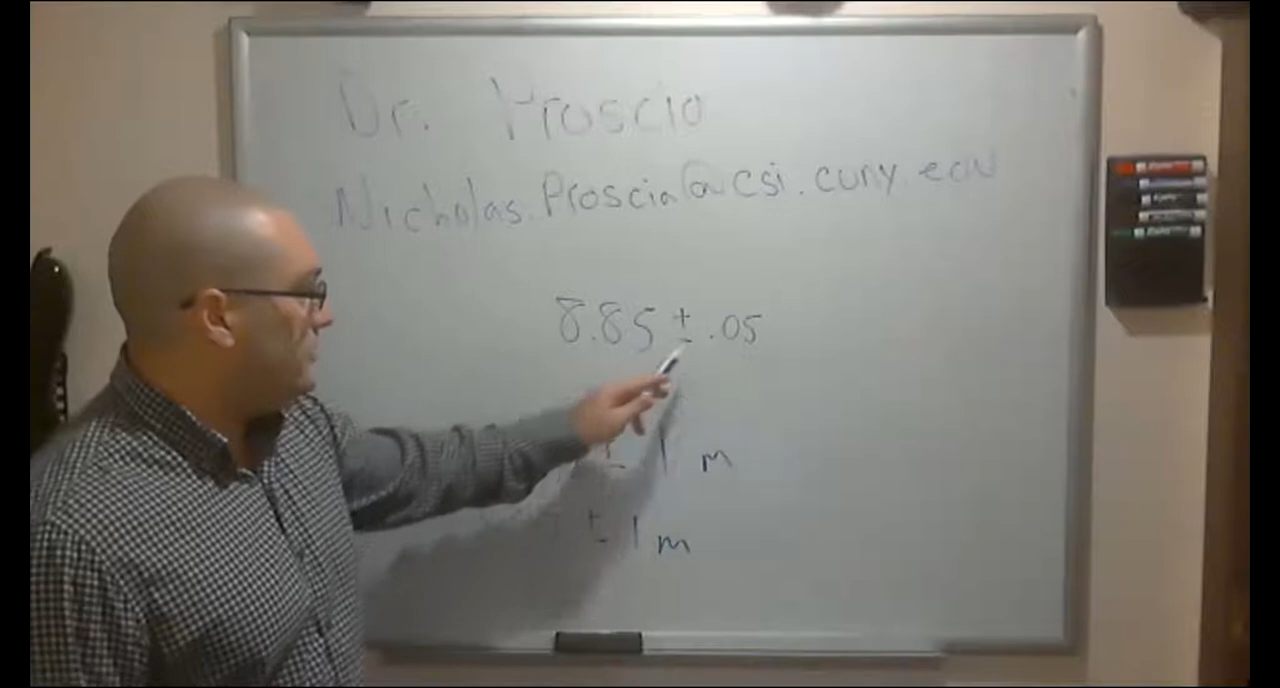 Dr. Proscio
Nicholas.Proscia@csi.cuny.edu
8.85 ± .05
± 1 m
± 1 m